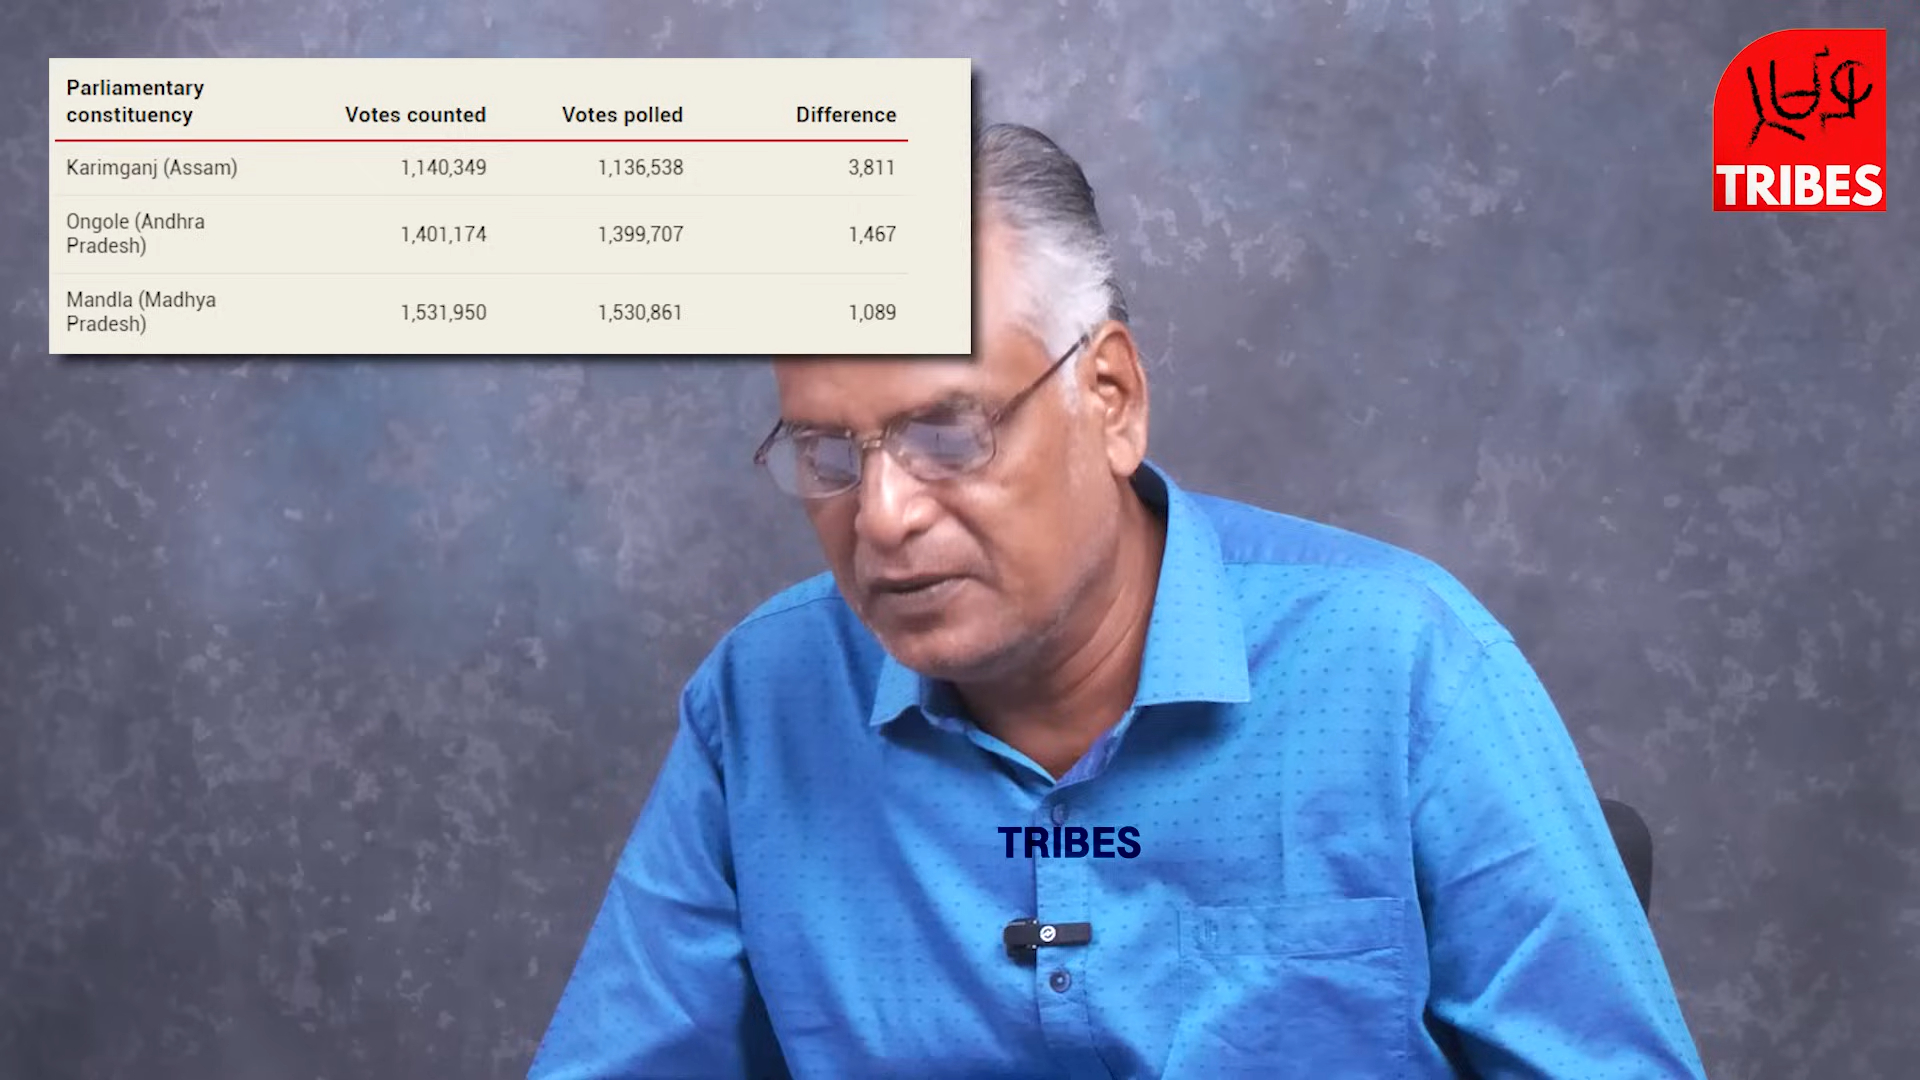 Parliamentary
constituency Votes counted Votes polled Difference
Karimganj (Assam) 1,140,349 1,136,538 3,811
Ongole (Andhra
Pradesh) 1,401,174 1,399,707 1,467
Mandla (Madhya
Pradesh) 1,531,950 1,530,861 1,089
TRIBES
TRIBES